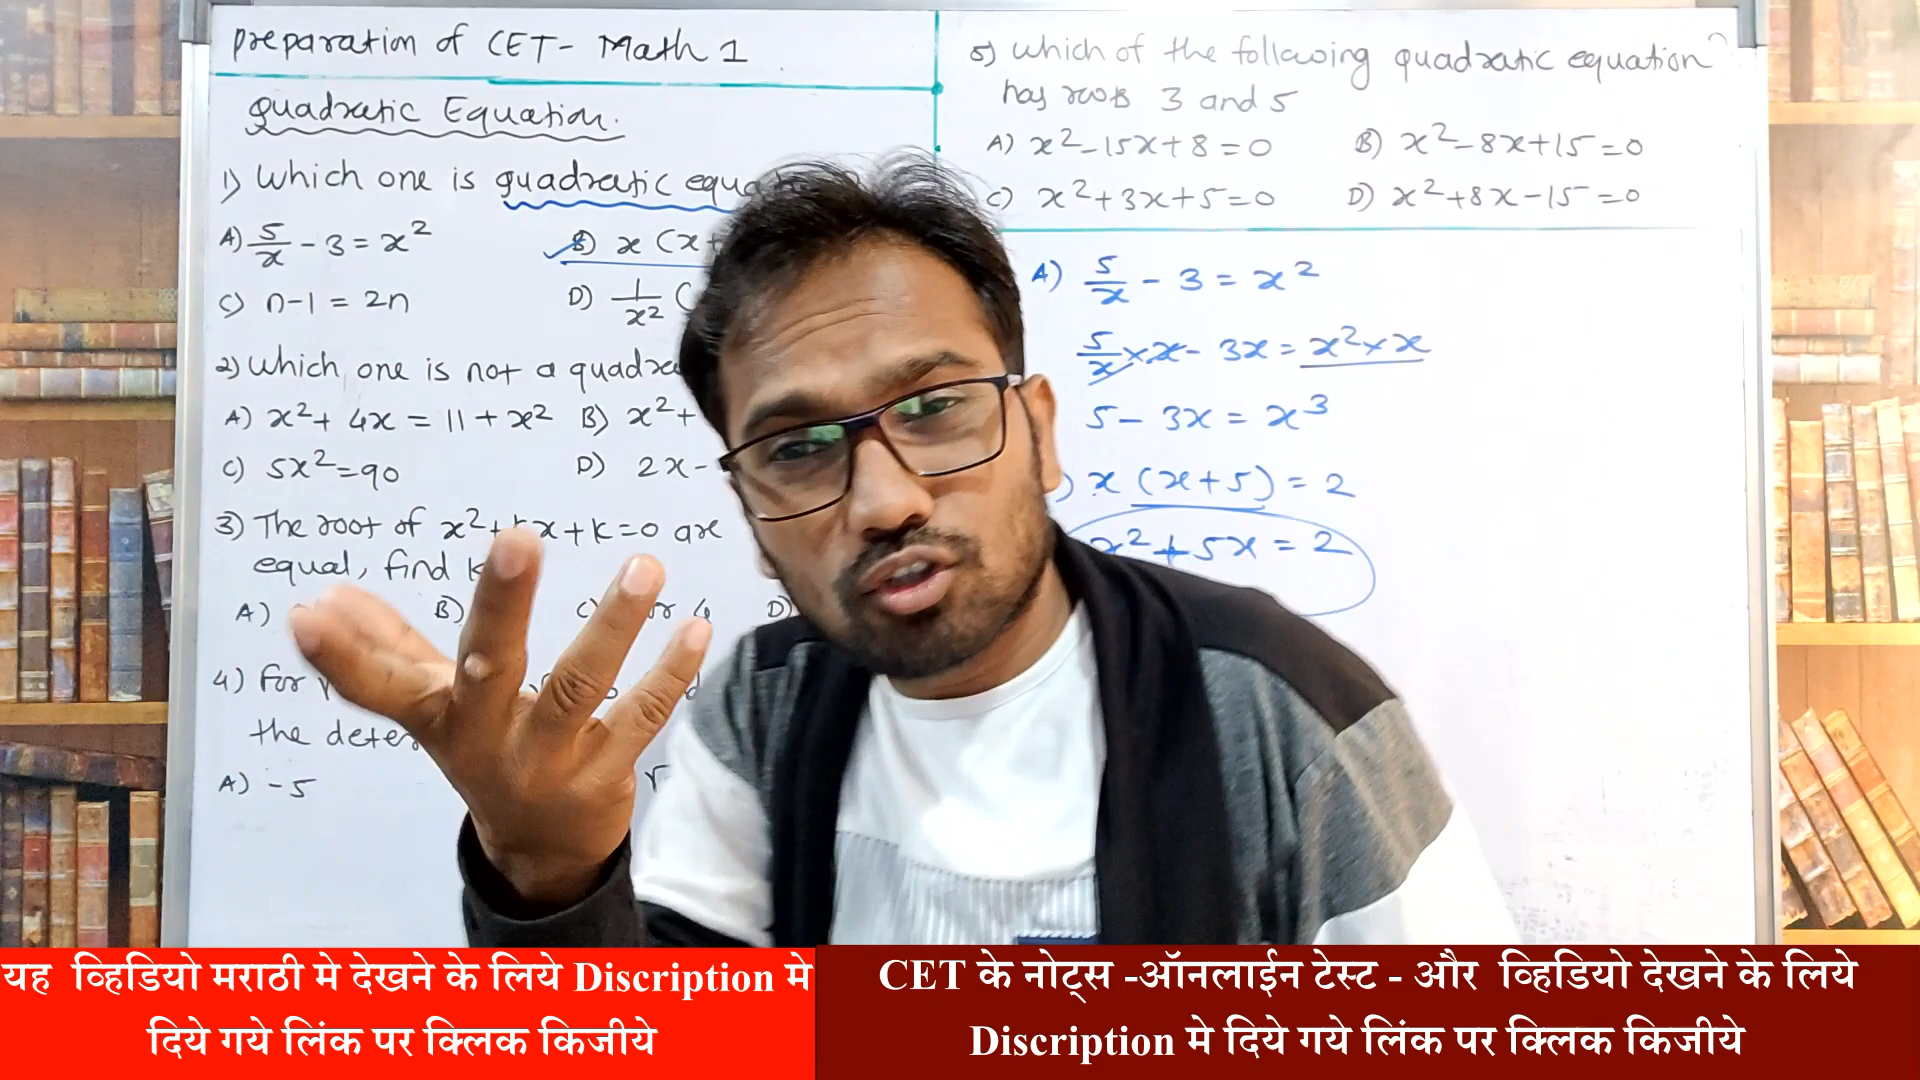 preparation of CET - Math 1
Quadratic Equation.
1) Which one is quadratic
A) 5/x - 3 = x²
B) x (x+
C) n-1 = 2n
D) 1/x² (
2) Which one is not a
A) x² + 4x = 11 + x² B) x² +
C) 5x² = 90
D) 2x -
3) The root of x² + x + k = 0 are
equal, find k
A) B) C) or 4 D)
4) For
the
A) -5
5) which of the following quadratic equation
has roots 3 and 5
A) x² - 15x + 8 = 0 B) x² - 8x + 15 = 0
C) x² + 3x + 5 = 0 D) x² + 8x - 15 = 0
A) 5/x - 3 = x²
5/x × x - 3x = x² × x
5 - 3x = x³
) x (x+5) = 2
x² + 5x = 2
यह व्हिडियो मराठी मे देखने के लिये Discription मे
दिये गये लिंक पर क्लिक किजीये
CET के नोट्स -ऑनलाईन टेस्ट - और व्हिडियो देखने के लिये
Discription मे दिये गये लिंक पर क्लिक किजीये